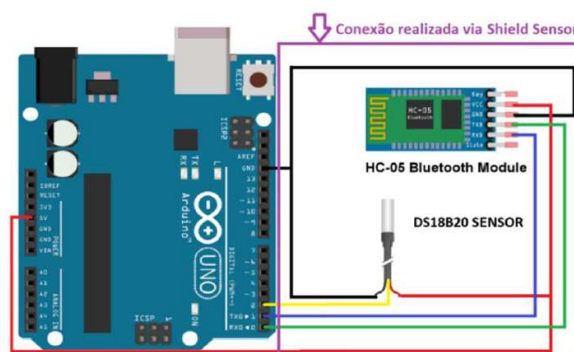 Conexão realizada via Shield Sensor
RESET
ICSP2
AREF
GND
13
12
~11
~10
~9
8
L
TX
RX
Arduino
UNO
ON
ICSP
IOREF
RESET
3V3
5V
GND
GND
VIN
POWER
A0
A1
A2
A3
A4
A5
ANALOG IN
DIGITAL (PWM=~)
7
~6
~5
4
~3
2
TX0►1
RX0◄0
HC-05
Bluetooth
Key
VCC
GND
TXD
RXD
State
HC-05 Bluetooth Module
DS18B20 SENSOR